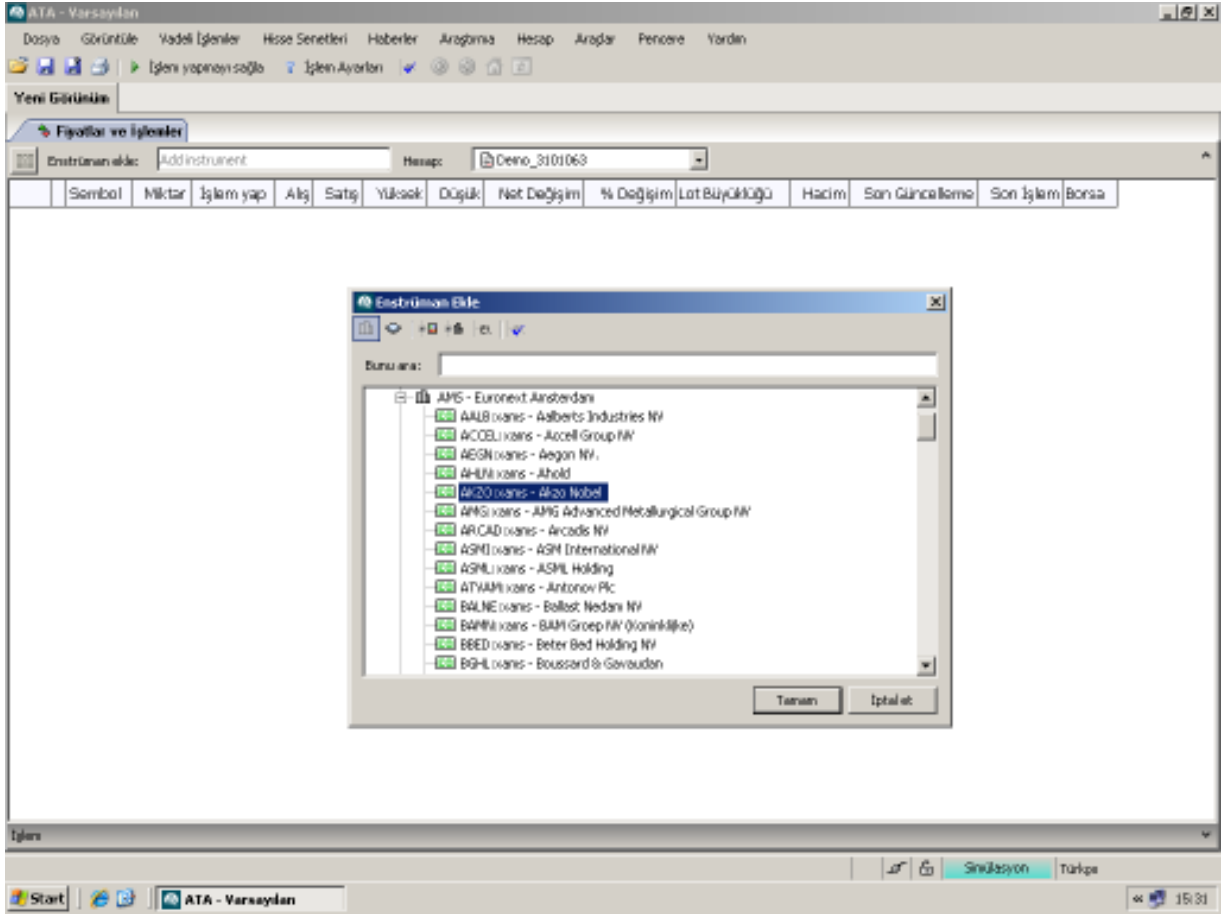 ATA - Varsayılan
Dosya Görüntüle Vadeli İşlemler Hisse Senetleri Haberler Araştırma Hesap Araçlar Pencere Yardım
İşlem yapmayı sağla İşlem Ayarları
Yeni Görünüm
Fiyatlar ve İşlemler
Enstrüman ekle: Add instrument Hesap: Demo_3101063
Sembol Miktar İşlem yap Alış Satış Yüksek Düşük Net Değişim % Değişim Lot Büyüklüğü Hacim Son Güncelleme Son İşlem Borsa
Enstrüman Ekle
Bunu ara:
AMS - Euronext Amsterdam
AALB:xams - Aalberts Industries NV
ACCEL:xams - Accell Group NV
AEGN:xams - Aegon NV.
AHLN:xams - Ahold
AKZO:xams - Akzo Nobel
AMG:xams - AMG Advanced Metallurgical Group NV
ARCAD:xams - Arcadis NV
ASMI:xams - ASM International NV
ASML:xams - ASML Holding
ATVAM:xams - Antonov Plc
BALNE:xams - Ballast Nedam NV
BAMN:xams - BAM Groep NV (Koninklijke)
BBED:xams - Beter Bed Holding NV
BGHL:xams - Boussard & Gavaudan
Tamam İptal et
İşlem
Simülasyon Türkçe
Start ATA - Varsayılan 15:31